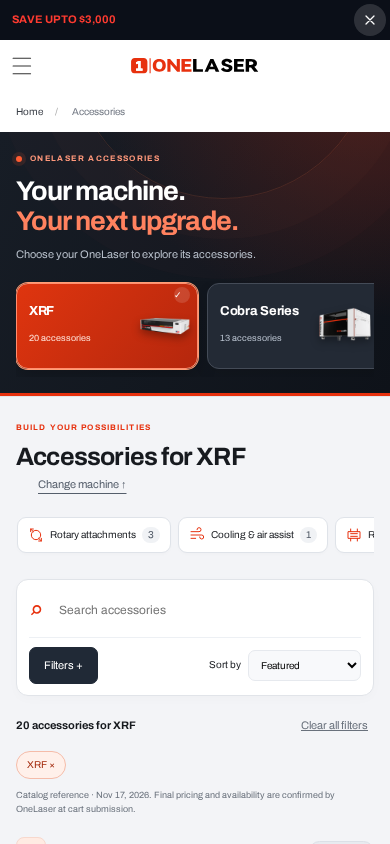 SAVE UPTO $3,000
1|ONELASER
Home / Accessories
ONELASER ACCESSORIES
Your machine.
Your next upgrade.
Choose your OneLaser to explore its accessories.
XRF ✓
20 accessories
Cobra Series
13 accessories
BUILD YOUR POSSIBILITIES
Accessories for XRF
Change machine ↑
Rotary attachments 3
Cooling & air assist 1
R
Search accessories
Filters +
Sort by Featured
20 accessories for XRF Clear all filters
XRF ×
Catalog reference · Nov 17, 2026. Final pricing and availability are confirmed by
OneLaser at cart submission.